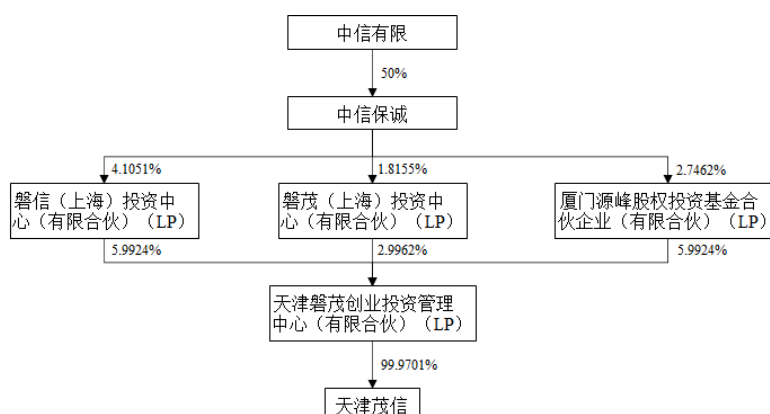 中信有限
50%
中信保诚
4.1051%
1.8155%
2.7462%
磐信（上海）投资中
心（有限合伙）（LP）
磐茂（上海）投资中
心（有限合伙）（LP）
厦门源峰股权投资基金合
伙企业（有限合伙）（LP）
5.9924%
2.9962%
5.9924%
天津磐茂创业投资管理
中心（有限合伙）（LP）
99.9701%
天津茂信